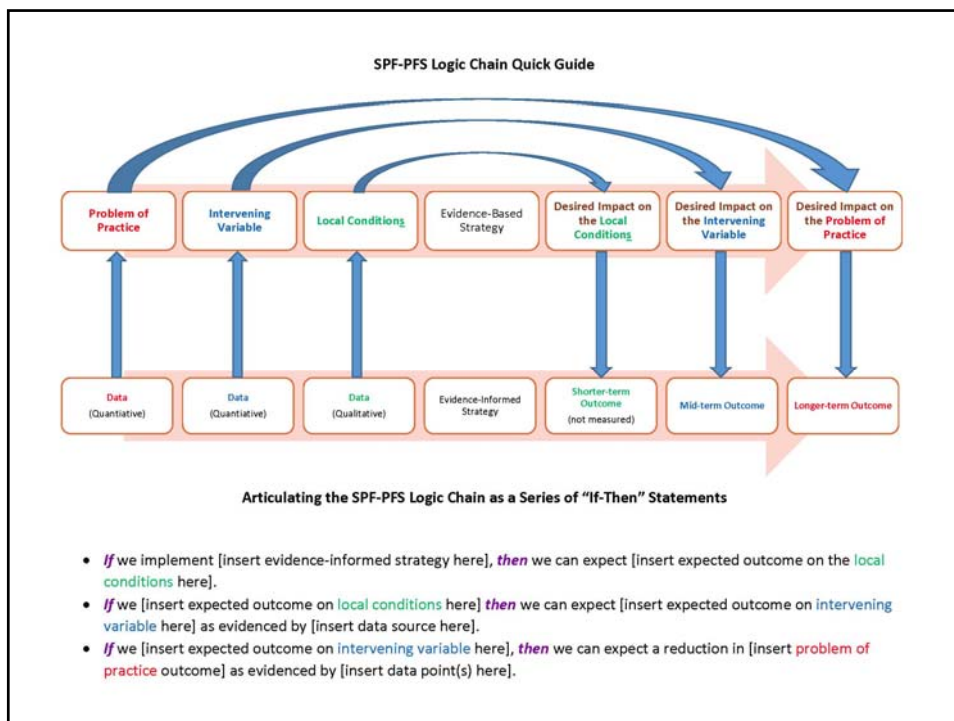 SPF-PFS Logic Chain Quick Guide
Problem of
Practice
Intervening
Variable
Local Conditions
Evidence-Based
Strategy
Desired Impact on
the Local
Conditions
Desired Impact on
the Intervening
Variable
Desired Impact on
the Problem of
Practice
Data
(Quantiative)
Data
(Quantiative)
Data
(Qualitative)
Evidence-Informed
Strategy
Shorter-term
Outcome
(not measured)
Mid-term Outcome
Longer-term Outcome
Articulating the SPF-PFS Logic Chain as a Series of “If-Then” Statements
• If we implement [insert evidence-informed strategy here], then we can expect [insert expected outcome on the local
conditions here].
• If we [insert expected outcome on local conditions here] then we can expect [insert expected outcome on intervening
variable here] as evidenced by [insert data source here].
• If we [insert expected outcome on intervening variable here], then we can expect a reduction in [insert problem of
practice outcome] as evidenced by [insert data point(s) here].